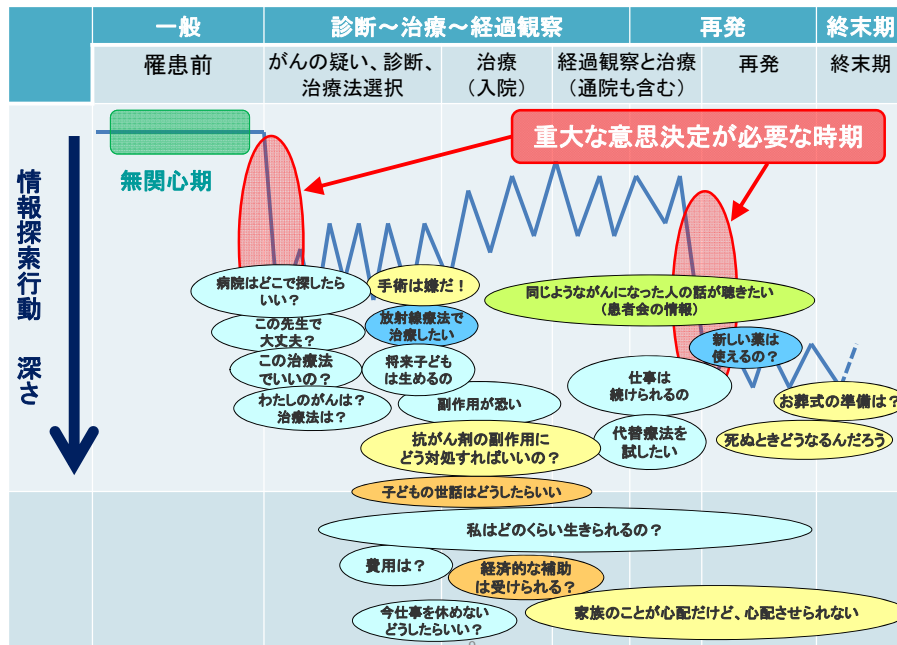 一般
診断～治療～経過観察
再発
終末期
罹患前
がんの疑い、診断、
治療法選択
治療
（入院）
経過観察と治療
（通院も含む）
再発
終末期
重大な意思決定が必要な時期
無関心期
情報探索行動　深さ
病院はどこで探したら
いい？
手術は嫌だ！
同じようながんになった人の話が聴きたい
（患者会の情報）
この先生で
大丈夫？
放射線療法で
治療したい
新しい薬は
使えるの？
この治療法
でいいの？
将来子ども
は生めるの
仕事は
続けられるの
わたしのがんは？
治療法は？
副作用が恐い
お葬式の準備は？
抗がん剤の副作用に
どう対処すればいいの？
代替療法を
試したい
死ぬときどうなるんだろう
子どもの世話はどうしたらいい
私はどのくらい生きられるの？
費用は？
経済的な補助
は受けられる？
今仕事を休めない
どうしたらいい？
家族のことが心配だけど、心配させられない